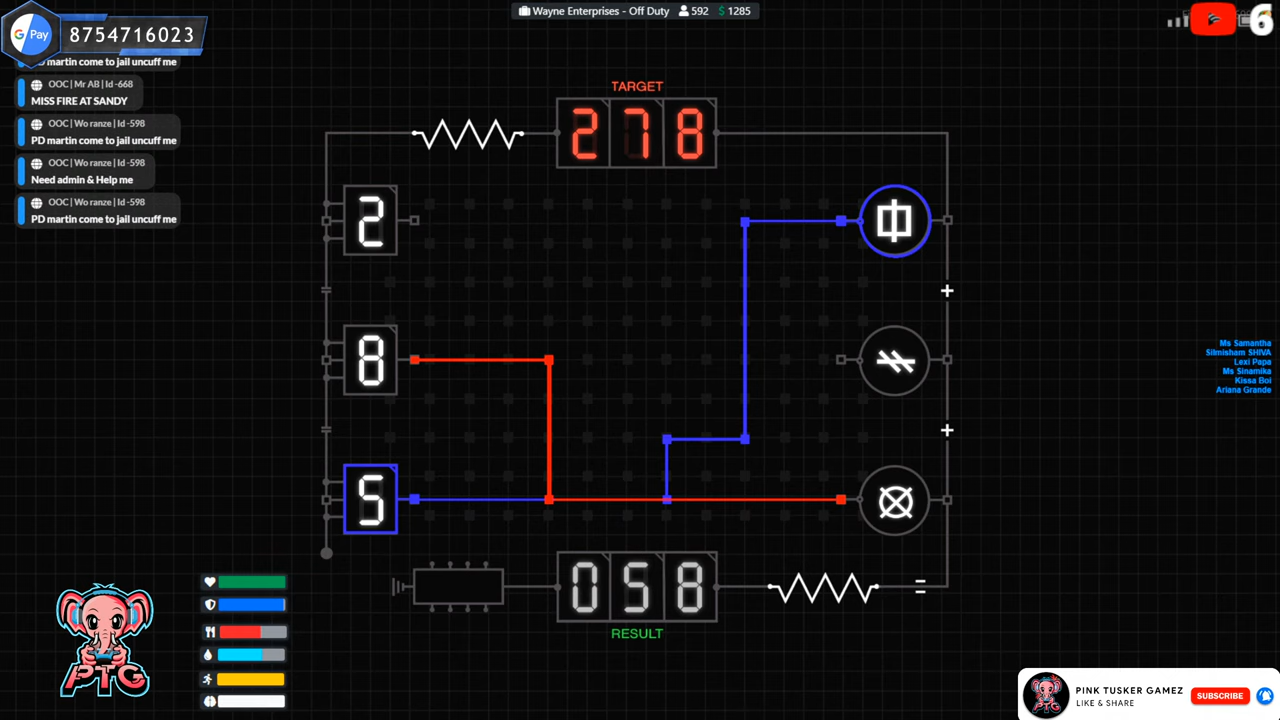 Wayne Enterprises - Off Duty 592 $ 1285
G Pay 8754716023
6
PD martin come to jail uncuff me
OOC | Mr AB | Id -668
MISS FIRE AT SANDY
OOC | Wo ranze | Id -598
PD martin come to jail uncuff me
OOC | Wo ranze | Id -598
Need admin & Help me
OOC | Wo ranze | Id -598
PD martin come to jail uncuff me
TARGET
278
2
+
8
+
5
Ms Samantha
Silmisham SHIVA
Lexi Papa
Ms Sinamika
Kissa Boi
Ariana Grande
058
=
RESULT
PTG
PINK TUSKER GAMEZ
LIKE & SHARE
SUBSCRIBE